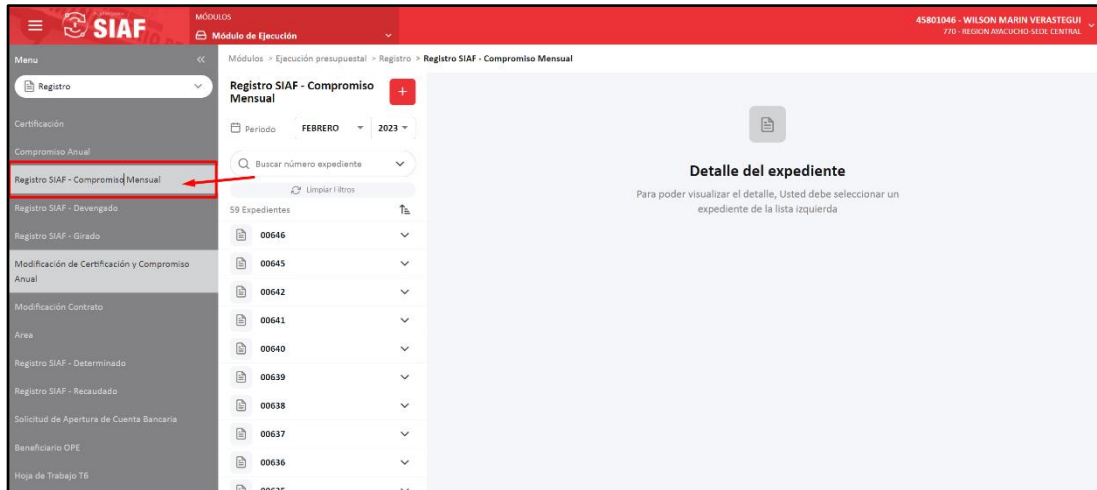 SIAF
MÓDULOS
Módulo de Ejecución
45801046 - WILSON MARIN VERASTEGUI
770 - REGION AYACUCHO-SEDE CENTRAL
Menu
Módulos > Ejecución presupuestal > Registro > Registro SIAF - Compromiso Mensual
Registro
Certificación
Compromiso Anual
Registro SIAF - Compromiso Mensual
Registro SIAF - Devengado
Registro SIAF - Girado
Modificación de Certificación y Compromiso
Anual
Modificación Contrato
Area
Registro SIAF - Determinado
Registro SIAF - Recaudado
Solicitud de Apertura de Cuenta Bancaria
Beneficiario OPE
Hoja de Trabajo T6
Registro SIAF - Compromiso
Mensual
+
Periodo FEBRERO 2023
Buscar número expediente
Limpiar Filtros
59 Expedientes
00646
00645
00642
00641
00640
00639
00638
00637
00636
Detalle del expediente
Para poder visualizar el detalle, Usted debe seleccionar un
expediente de la lista izquierda